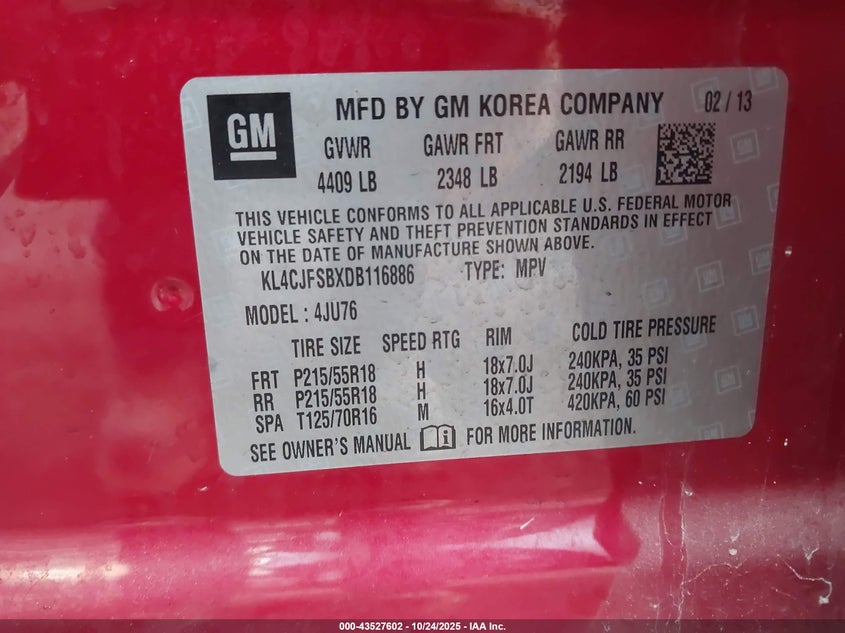 GM
MFD BY GM KOREA COMPANY 02 / 13
GVWR GAWR FRT GAWR RR
4409 LB 2348 LB 2194 LB
THIS VEHICLE CONFORMS TO ALL APPLICABLE U.S. FEDERAL MOTOR
VEHICLE SAFETY AND THEFT PREVENTION STANDARDS IN EFFECT
ON THE DATE OF MANUFACTURE SHOWN ABOVE.
KL4CJFSBXDB116886 TYPE: MPV
MODEL : 4JU76
TIRE SIZE SPEED RTG RIM COLD TIRE PRESSURE
FRT P215/55R18 H 18x7.0J 240KPA, 35 PSI
RR P215/55R18 H 18x7.0J 240KPA, 35 PSI
SPA T125/70R16 M 16x4.0T 420KPA, 60 PSI
SEE OWNER'S MANUAL FOR MORE INFORMATION.
000-43527602 - 10/24/2025 - IAA Inc.